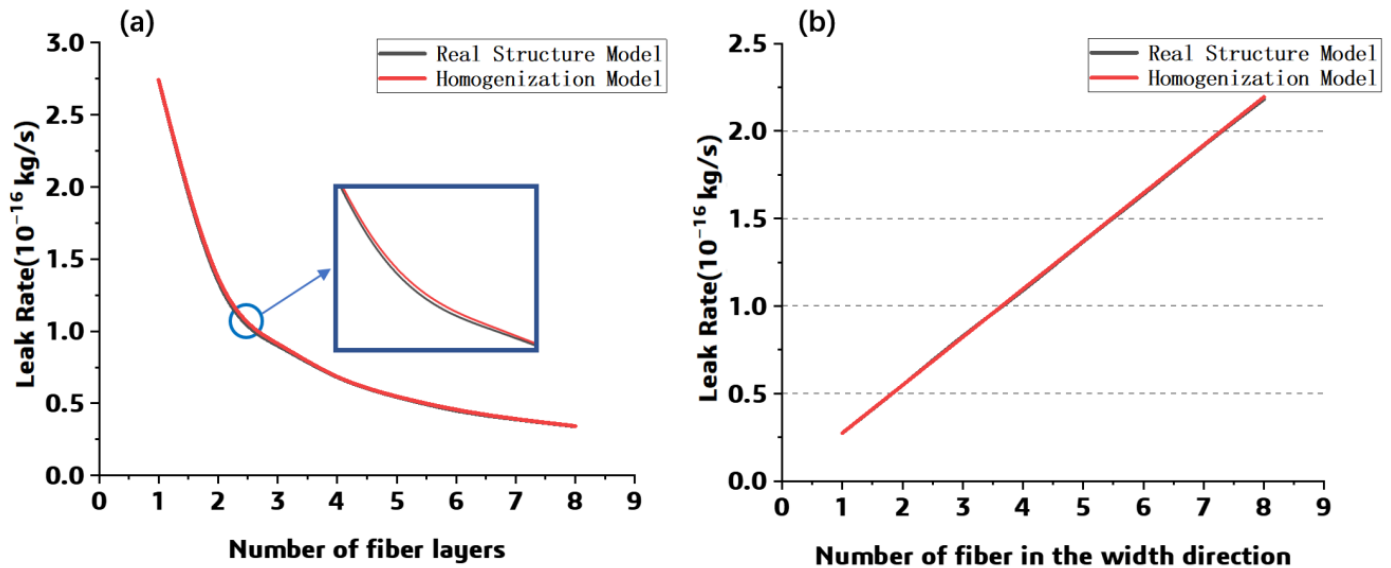 (a)
3.0
2.5
2.0
1.5
1.0
0.5
0.0
Leak Rate(10⁻¹⁶ kg/s)
Real Structure Model
Homogenization Model
0 1 2 3 4 5 6 7 8 9
Number of fiber layers
(b)
2.5
2.0
1.5
1.0
0.5
0.0
Leak Rate(10⁻¹⁶ kg/s)
Real Structure Model
Homogenization Model
0 1 2 3 4 5 6 7 8 9
Number of fiber in the width direction